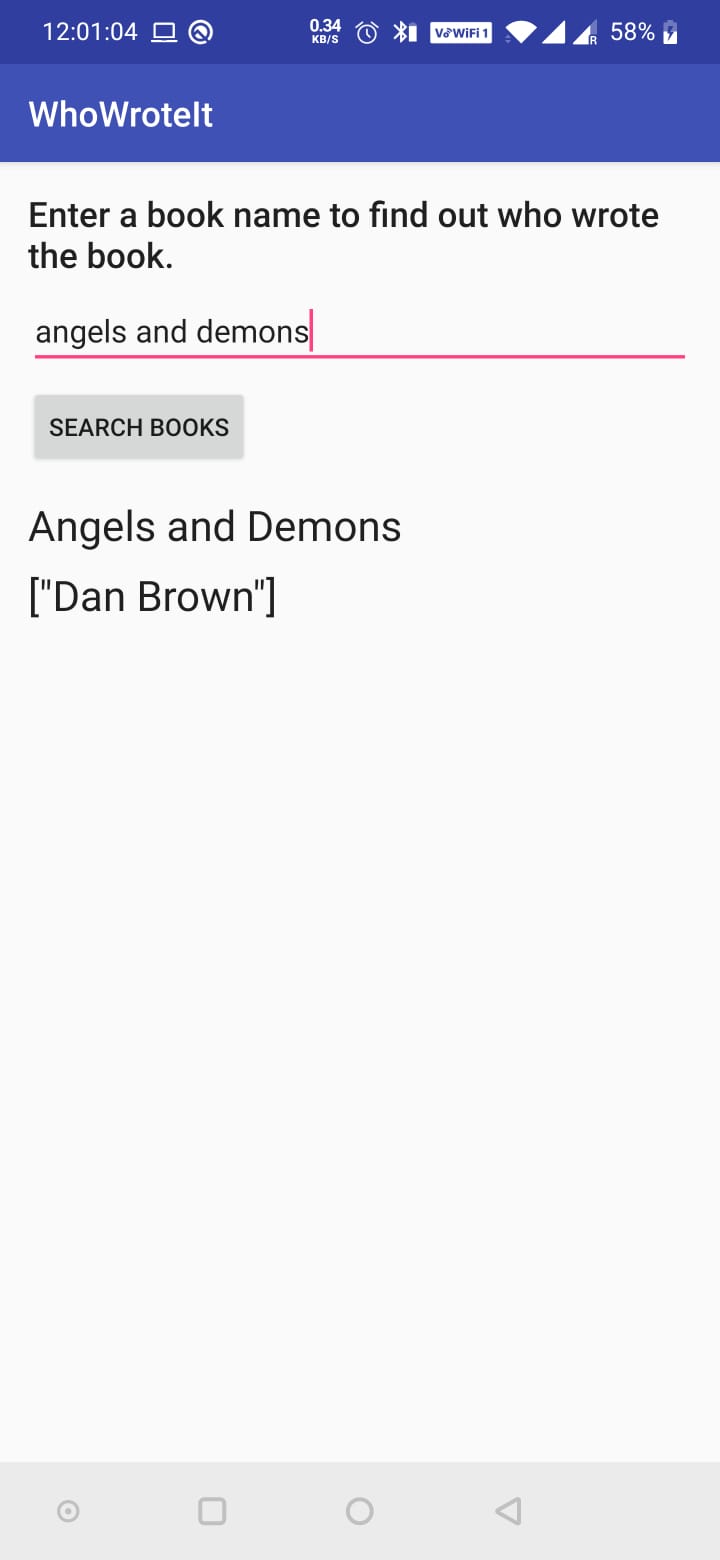 12:01:04 0.34 KB/S VoWiFi 1 R 58%
WhoWroteIt
Enter a book name to find out who wrote
the book.
angels and demons
SEARCH BOOKS
Angels and Demons
["Dan Brown"]